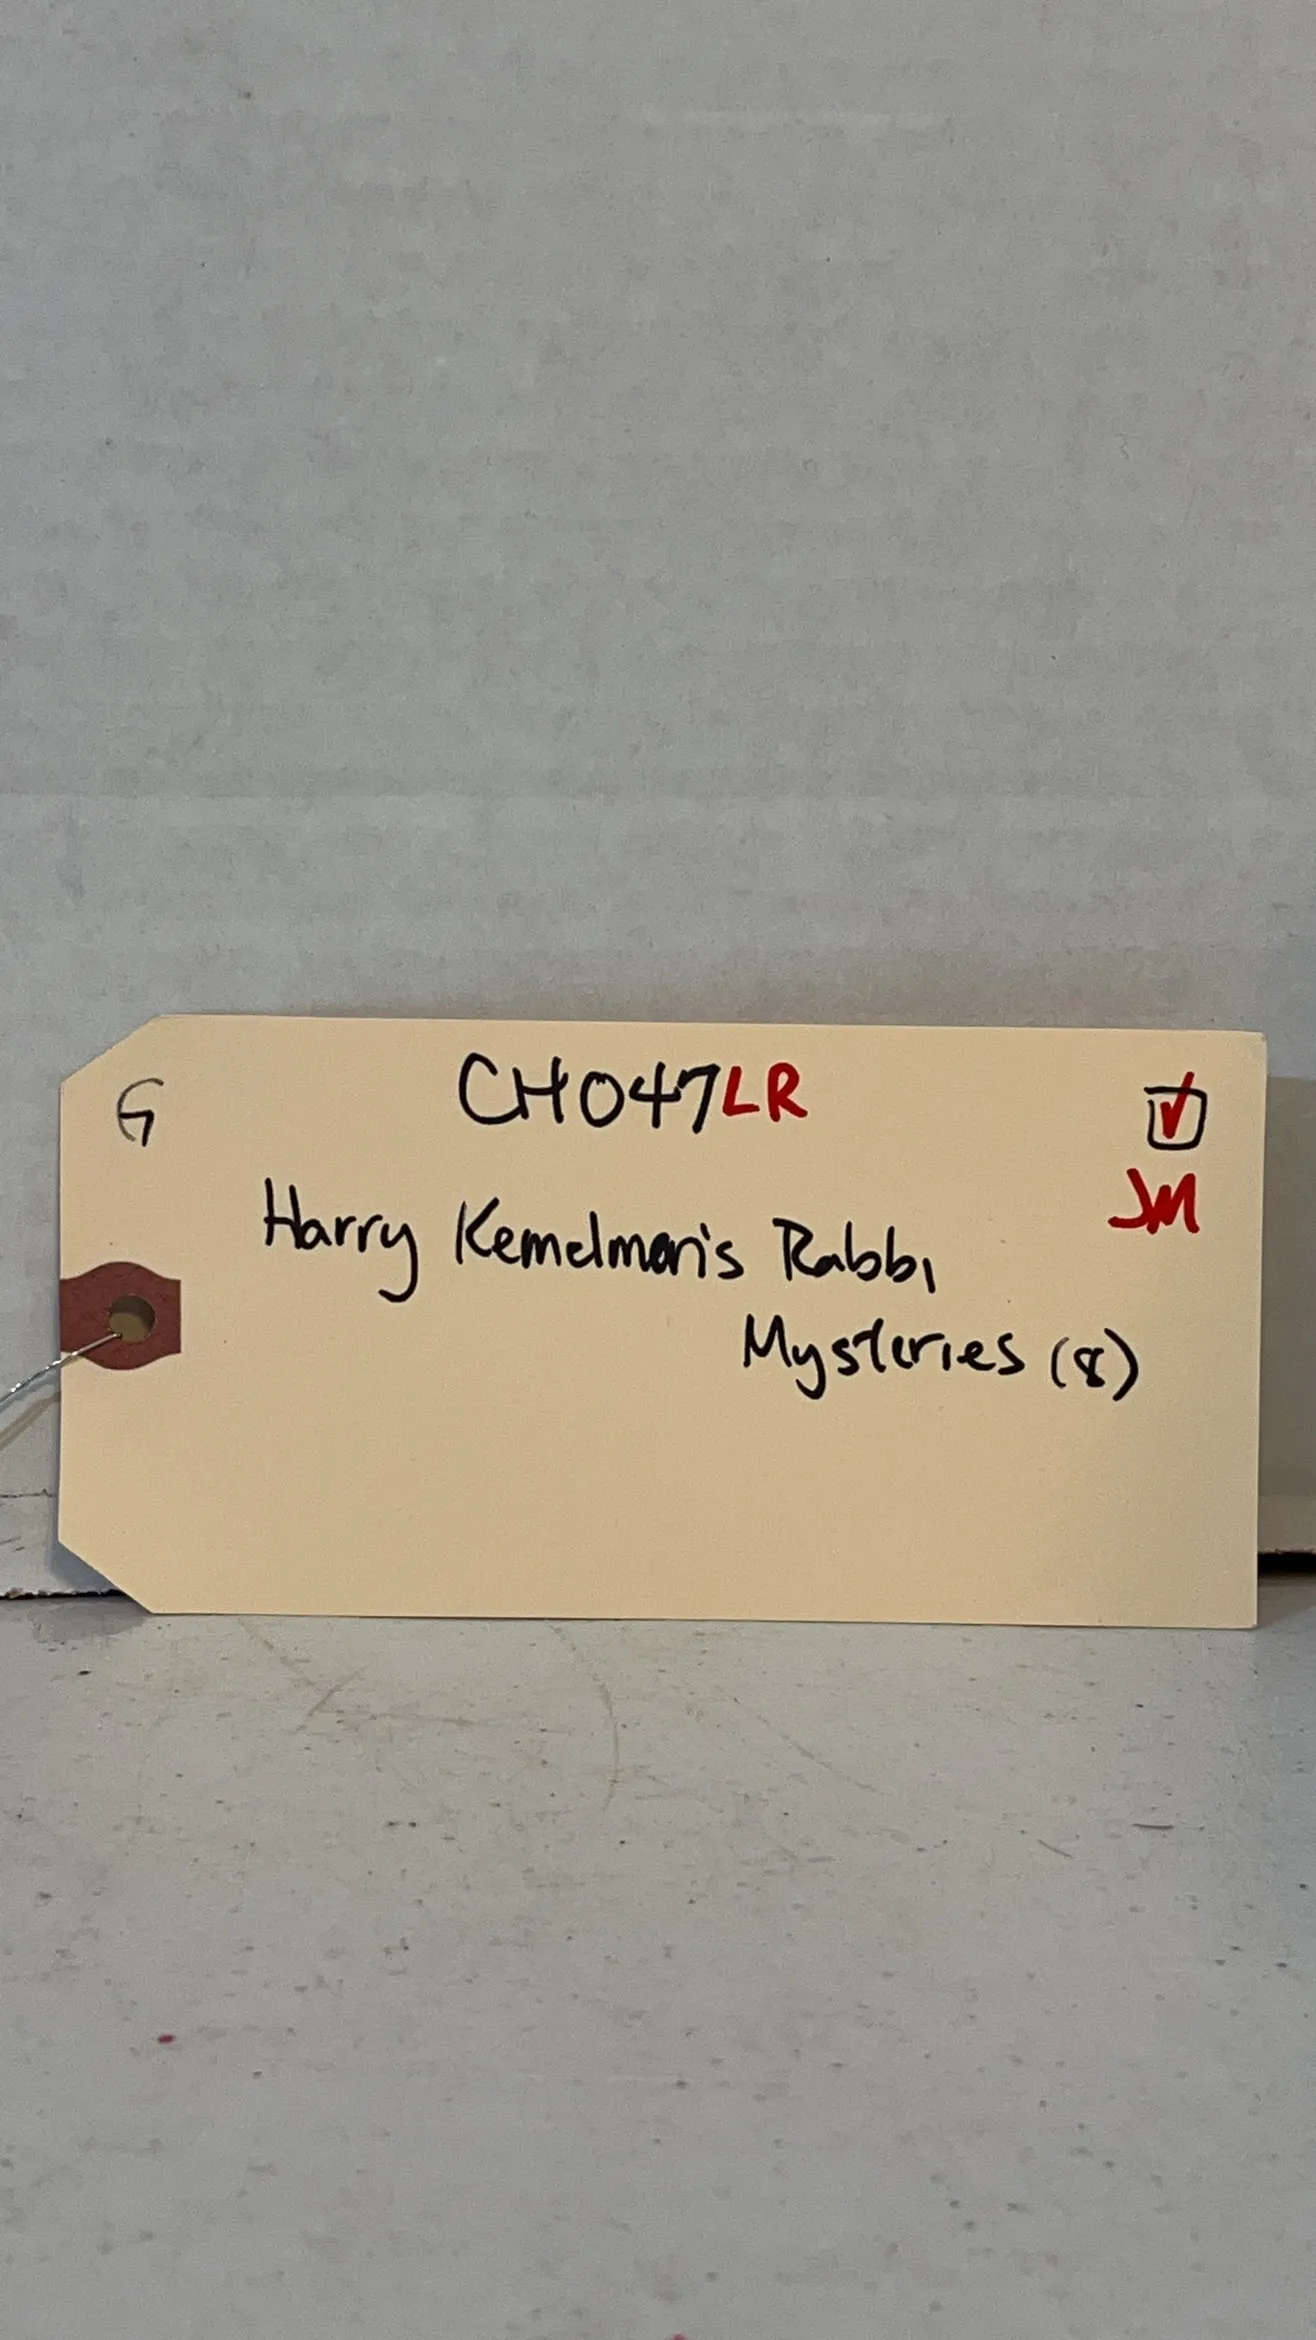 G CH047LR ☑
JM
Harry Kemelman's Rabbi
Mysteries (8)